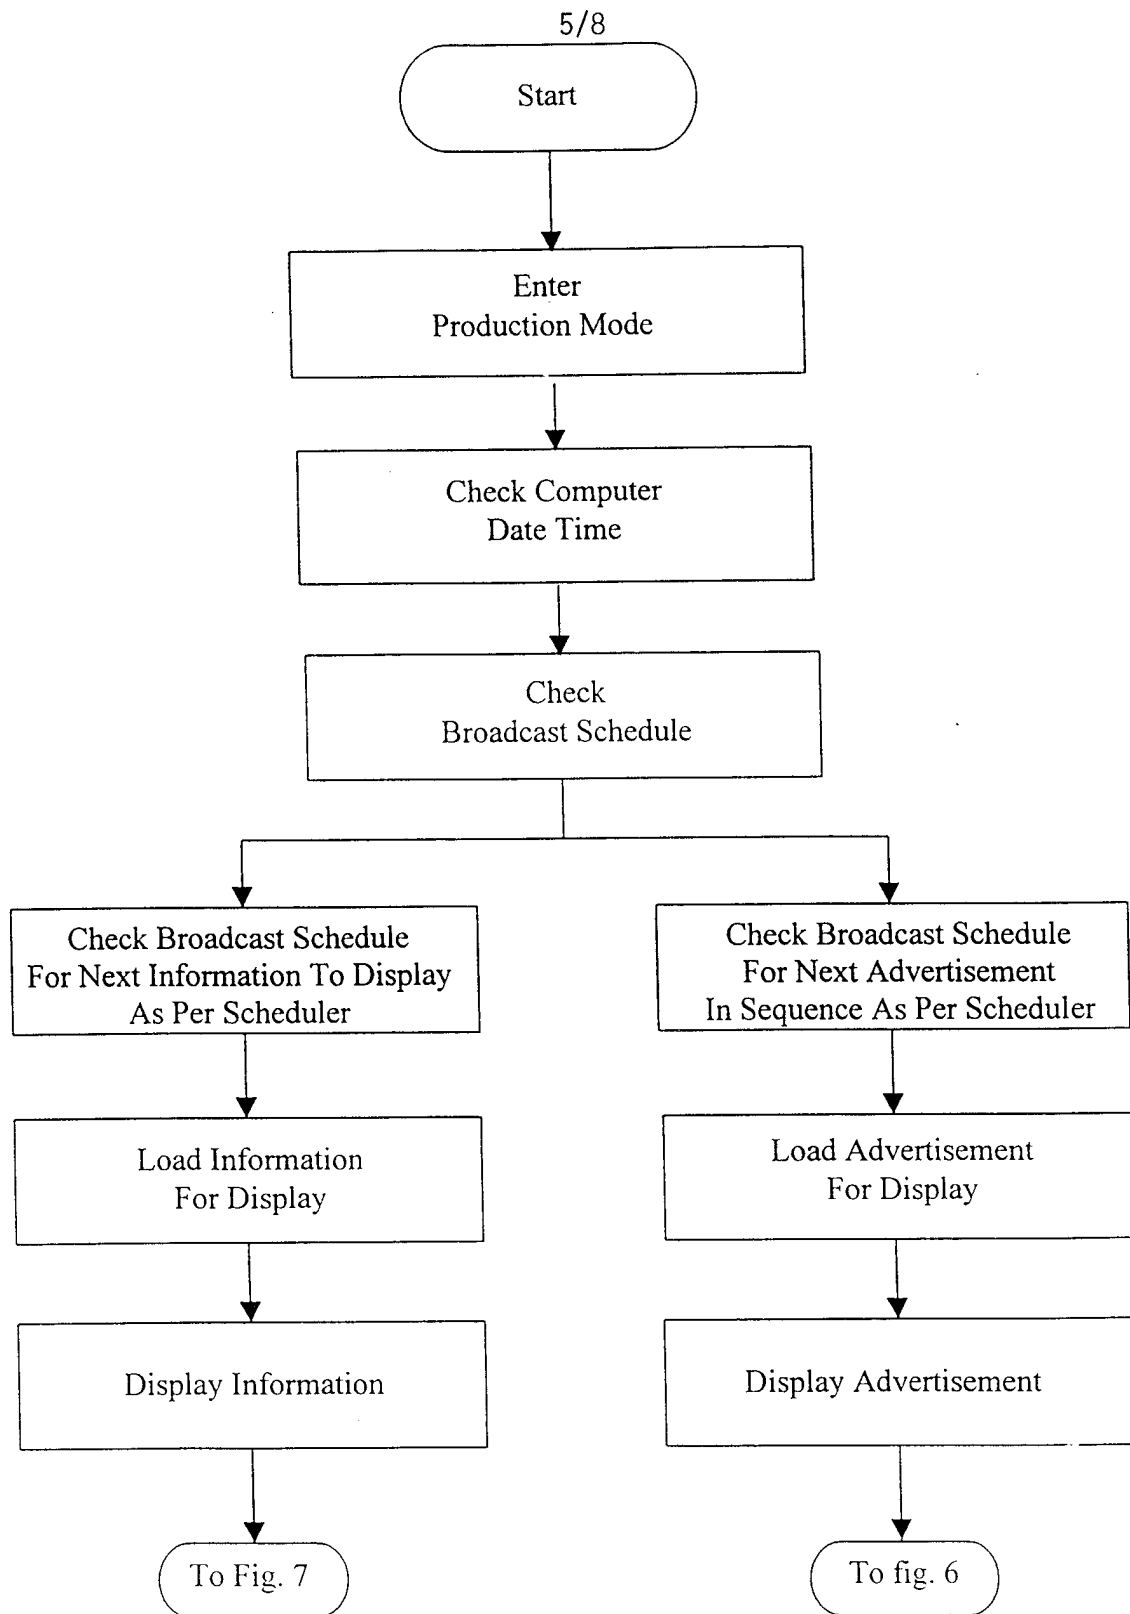 5/8
Start
Enter
Production Mode
Check Computer
Date Time
Check
Broadcast Schedule
Check Broadcast Schedule
For Next Information To Display
As Per Scheduler
Check Broadcast Schedule
For Next Advertisement
In Sequence As Per Scheduler
Load Information
For Display
Load Advertisement
For Display
Display Information
Display Advertisement
To Fig. 7
To fig. 6